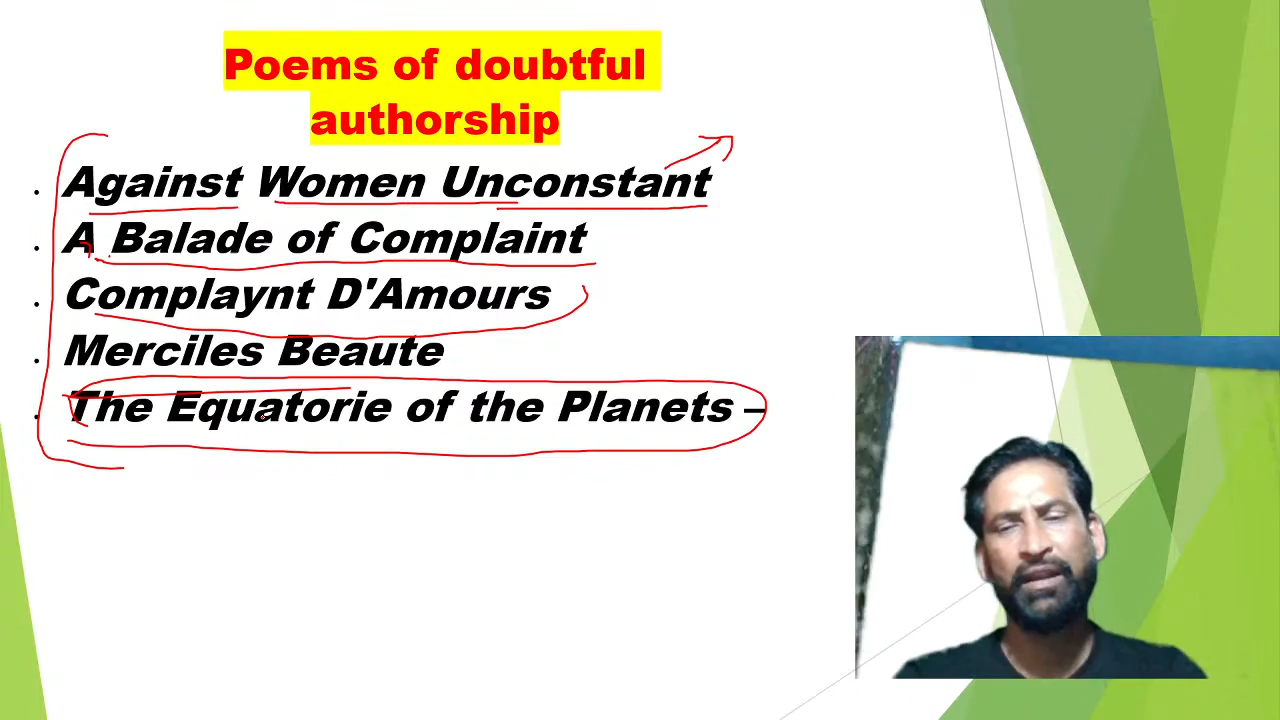 Poems of doubtful
authorship
. Against Women Unconstant
. A Balade of Complaint
. Complaynt D'Amours
. Merciles Beaute
. The Equatorie of the Planets –